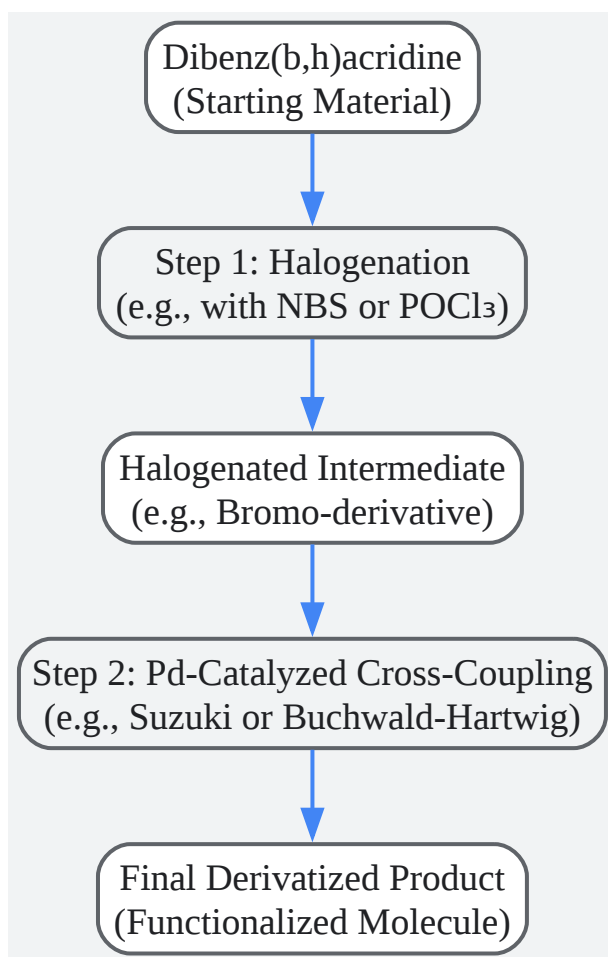 Dibenz(b,h)acridine
(Starting Material)
Step 1: Halogenation
(e.g., with NBS or POCl₃)
Halogenated Intermediate
(e.g., Bromo-derivative)
Step 2: Pd-Catalyzed Cross-Coupling
(e.g., Suzuki or Buchwald-Hartwig)
Final Derivatized Product
(Functionalized Molecule)